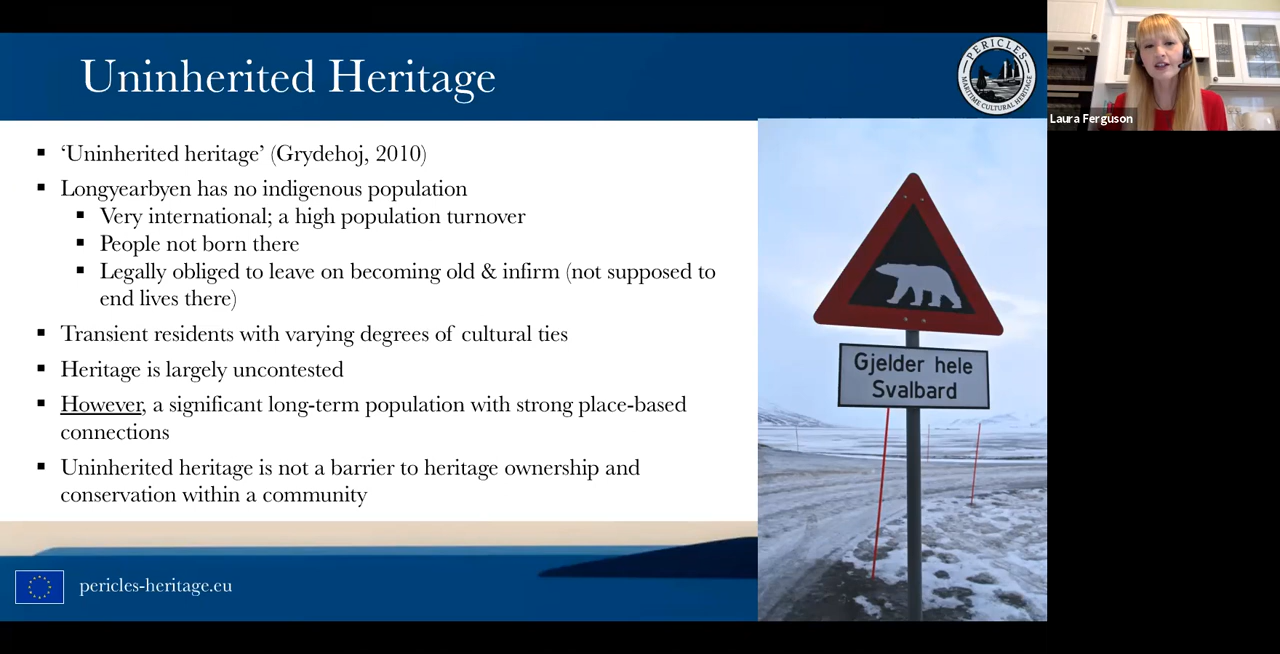 Uninherited Heritage
PERICLES
MARITIME CULTURAL HERITAGE
Laura Ferguson
▪ ‘Uninherited heritage’ (Grydehoj, 2010)
▪ Longyearbyen has no indigenous population
▪ Very international; a high population turnover
▪ People not born there
▪ Legally obliged to leave on becoming old & infirm (not supposed to
end lives there)
▪ Transient residents with varying degrees of cultural ties
▪ Heritage is largely uncontested
▪ However, a significant long-term population with strong place-based
connections
▪ Uninherited heritage is not a barrier to heritage ownership and
conservation within a community
Gjelder hele
Svalbard
pericles-heritage.eu